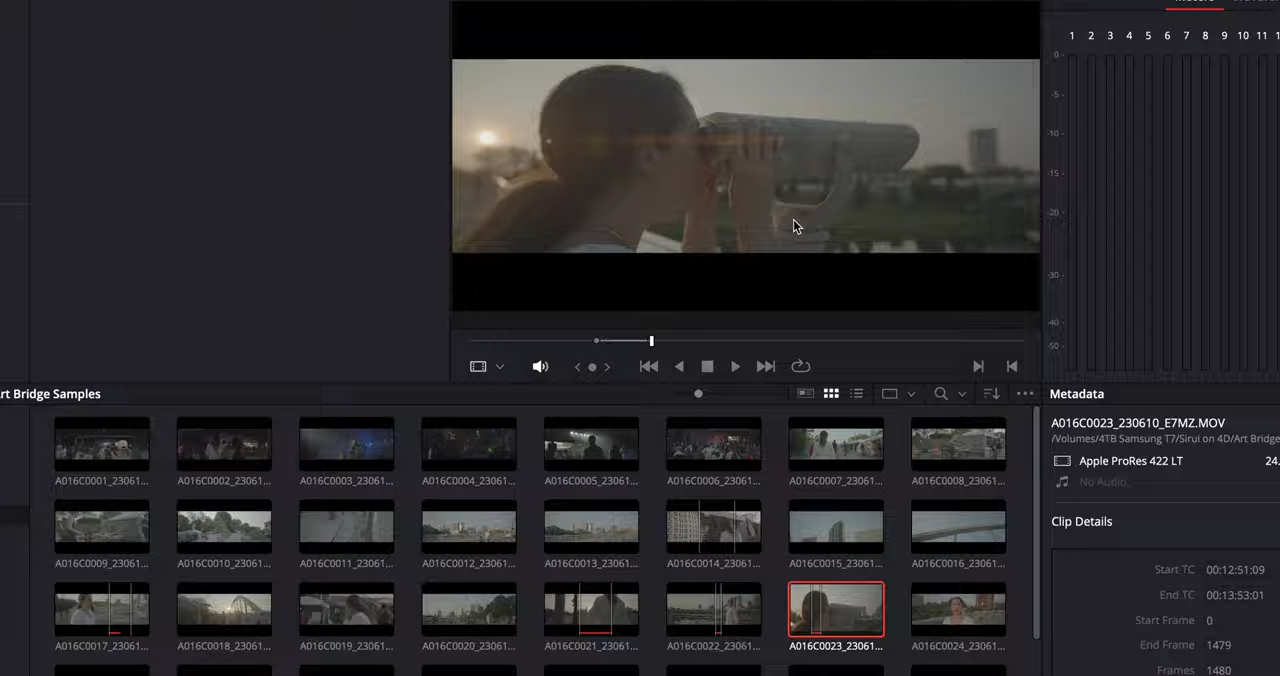 1 2 3 4 5 6 7 8 9 10 11
0
-5
-10
-15
-20
-30
-40
-50
rt Bridge Samples
Metadata
A016C0023_230610_E7MZ.MOV
/Volumes/4TB Samsung T7/Sirui on 4D/Art Bridge
Apple ProRes 422 LT 24.
No Audio
Clip Details
Start TC 00:12:51:09
End TC 00:13:53:01
Start Frame 0
End Frame 1479
Frames 1480
A016C0001_23061... A016C0002_23061... A016C0003_23061... A016C0004_23061... A016C0005_23061... A016C0006_23061... A016C0007_23061... A016C0008_23061...
A016C0009_23061... A016C0010_23061... A016C0011_23061... A016C0012_23061... A016C0013_23061... A016C0014_23061... A016C0015_23061... A016C0016_23061...
A016C0017_23061... A016C0018_23061... A016C0019_23061... A016C0020_23061... A016C0021_23061... A016C0022_23061... A016C0023_23061... A016C0024_23061...